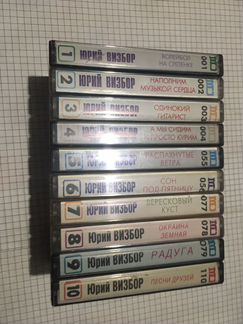 1 ЮРИЙ ВИЗБОР ВОЛЕЙБОЛ НА СРЕТЕНКЕ 001
2 ЮРИЙ ВИЗБОР НАПОЛНИМ МУЗЫКОЙ СЕРДЦА 002
3 ЮРИЙ ВИЗБОР ОДИНОКИЙ ГИТАРИСТ 003
4 ЮРИЙ ВИЗБОР А МЫ СИДИМ И ПРОСТО КУРИМ 004
5 ЮРИЙ ВИЗБОР РАСПАХНУТЫЕ ВЕТРА 055
6 ЮРИЙ ВИЗБОР СОН ПОД ПЯТНИЦУ
7 ЮРИЙ ВИЗБОР ВЕРЕСКОВЫЙ КУСТ 077
8 ЮРИЙ ВИЗБОР ОКРАИНА ЗЕМНАЯ 078
9 ЮРИЙ ВИЗБОР РАДУГА 079
10 ЮРИЙ ВИЗБОР ПЕСНИ ДРУЗЕЙ 110